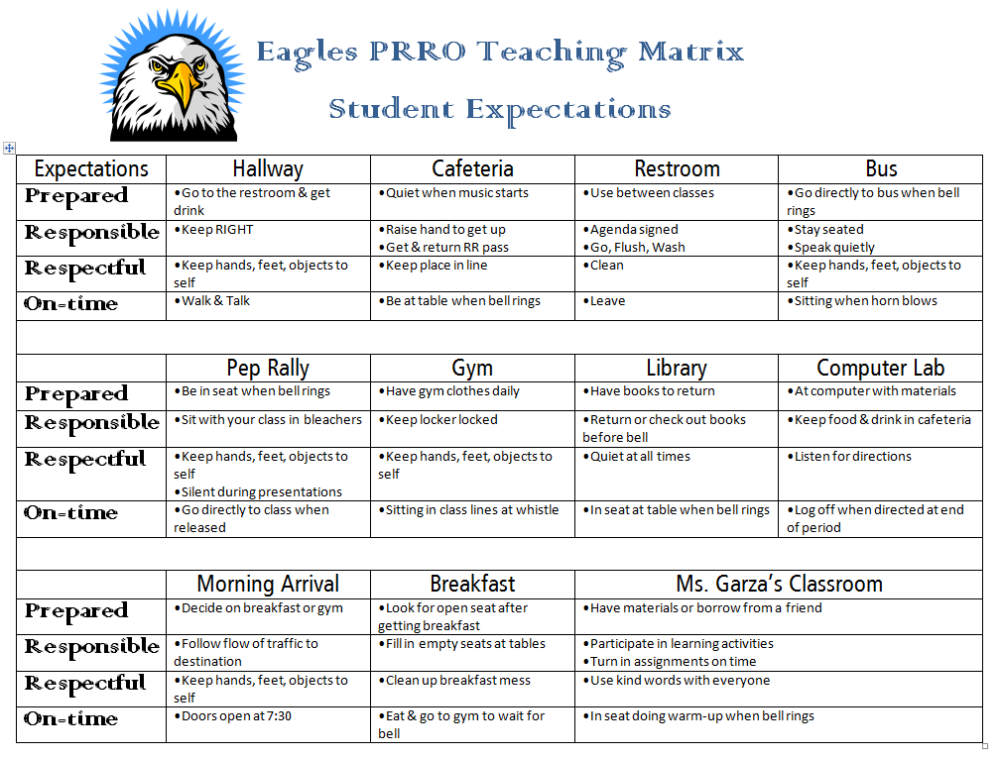 Eagles PRRO Teaching Matrix
Student Expectations
Expectations Hallway Cafeteria Restroom Bus
Prepared •Go to the restroom & get •Quiet when music starts •Use between classes •Go directly to bus when bell
drink rings
Responsible •Keep RIGHT •Raise hand to get up •Agenda signed •Stay seated
•Get & return RR pass •Go, Flush, Wash •Speak quietly
Respectful •Keep hands, feet, objects to •Keep place in line •Clean •Keep hands, feet, objects to
self self
On-time •Walk & Talk •Be at table when bell rings •Leave •Sitting when horn blows
Pep Rally Gym Library Computer Lab
Prepared •Be in seat when bell rings •Have gym clothes daily •Have books to return •At computer with materials
Responsible •Sit with your class in bleachers •Keep locker locked •Return or check out books •Keep food & drink in cafeteria
before bell
Respectful •Keep hands, feet, objects to •Keep hands, feet, objects to •Quiet at all times •Listen for directions
self self
•Silent during presentations
On-time •Go directly to class when •Sitting in class lines at whistle •In seat at table when bell rings •Log off when directed at end
released of period
Morning Arrival Breakfast Ms. Garza’s Classroom
Prepared •Decide on breakfast or gym •Look for open seat after •Have materials or borrow from a friend
getting breakfast
Responsible •Follow flow of traffic to •Fill in empty seats at tables •Participate in learning activities
destination •Turn in assignments on time
Respectful •Keep hands, feet, objects to •Clean up breakfast mess •Use kind words with everyone
self
On-time •Doors open at 7:30 •Eat & go to gym to wait for •In seat doing warm-up when bell rings
bell